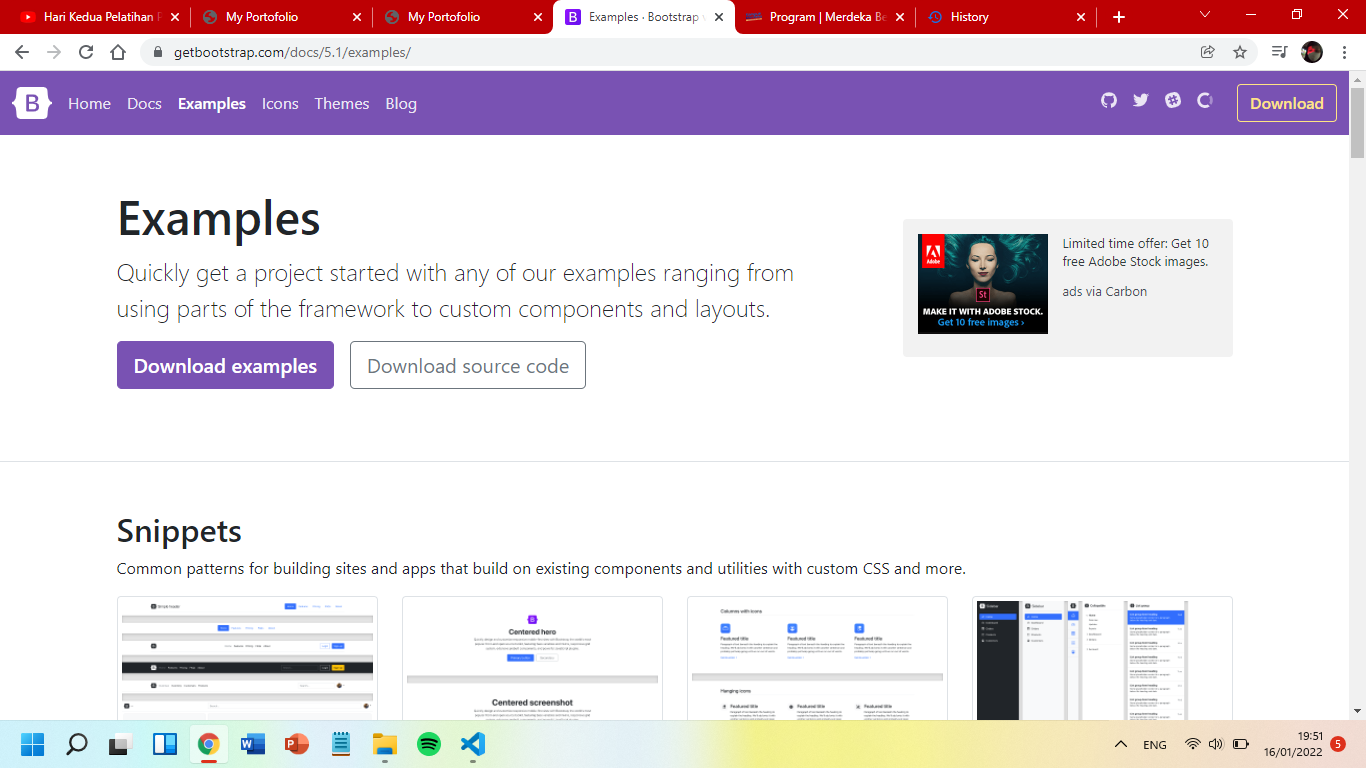 Hari Kedua Pelatihan
My Portofolio
My Portofolio
Examples · Bootstrap
Program | Merdeka Be
History
getbootstrap.com/docs/5.1/examples/
B
Home
Docs
Examples
Icons
Themes
Blog
Download
Examples
Quickly get a project started with any of our examples ranging from
using parts of the framework to custom components and layouts.
Download examples
Download source code
Adobe
St
MAKE IT WITH ADOBE STOCK.
Get 10 free images ›
Limited time offer: Get 10
free Adobe Stock images.
ads via Carbon
Snippets
Common patterns for building sites and apps that build on existing components and utilities with custom CSS and more.
Centered hero
Centered screenshot
Columns with icons
Featured title
Featured title
Featured title
Hanging icons
Featured title
Featured title
Featured title
ENG
19:51
16/01/2022
5